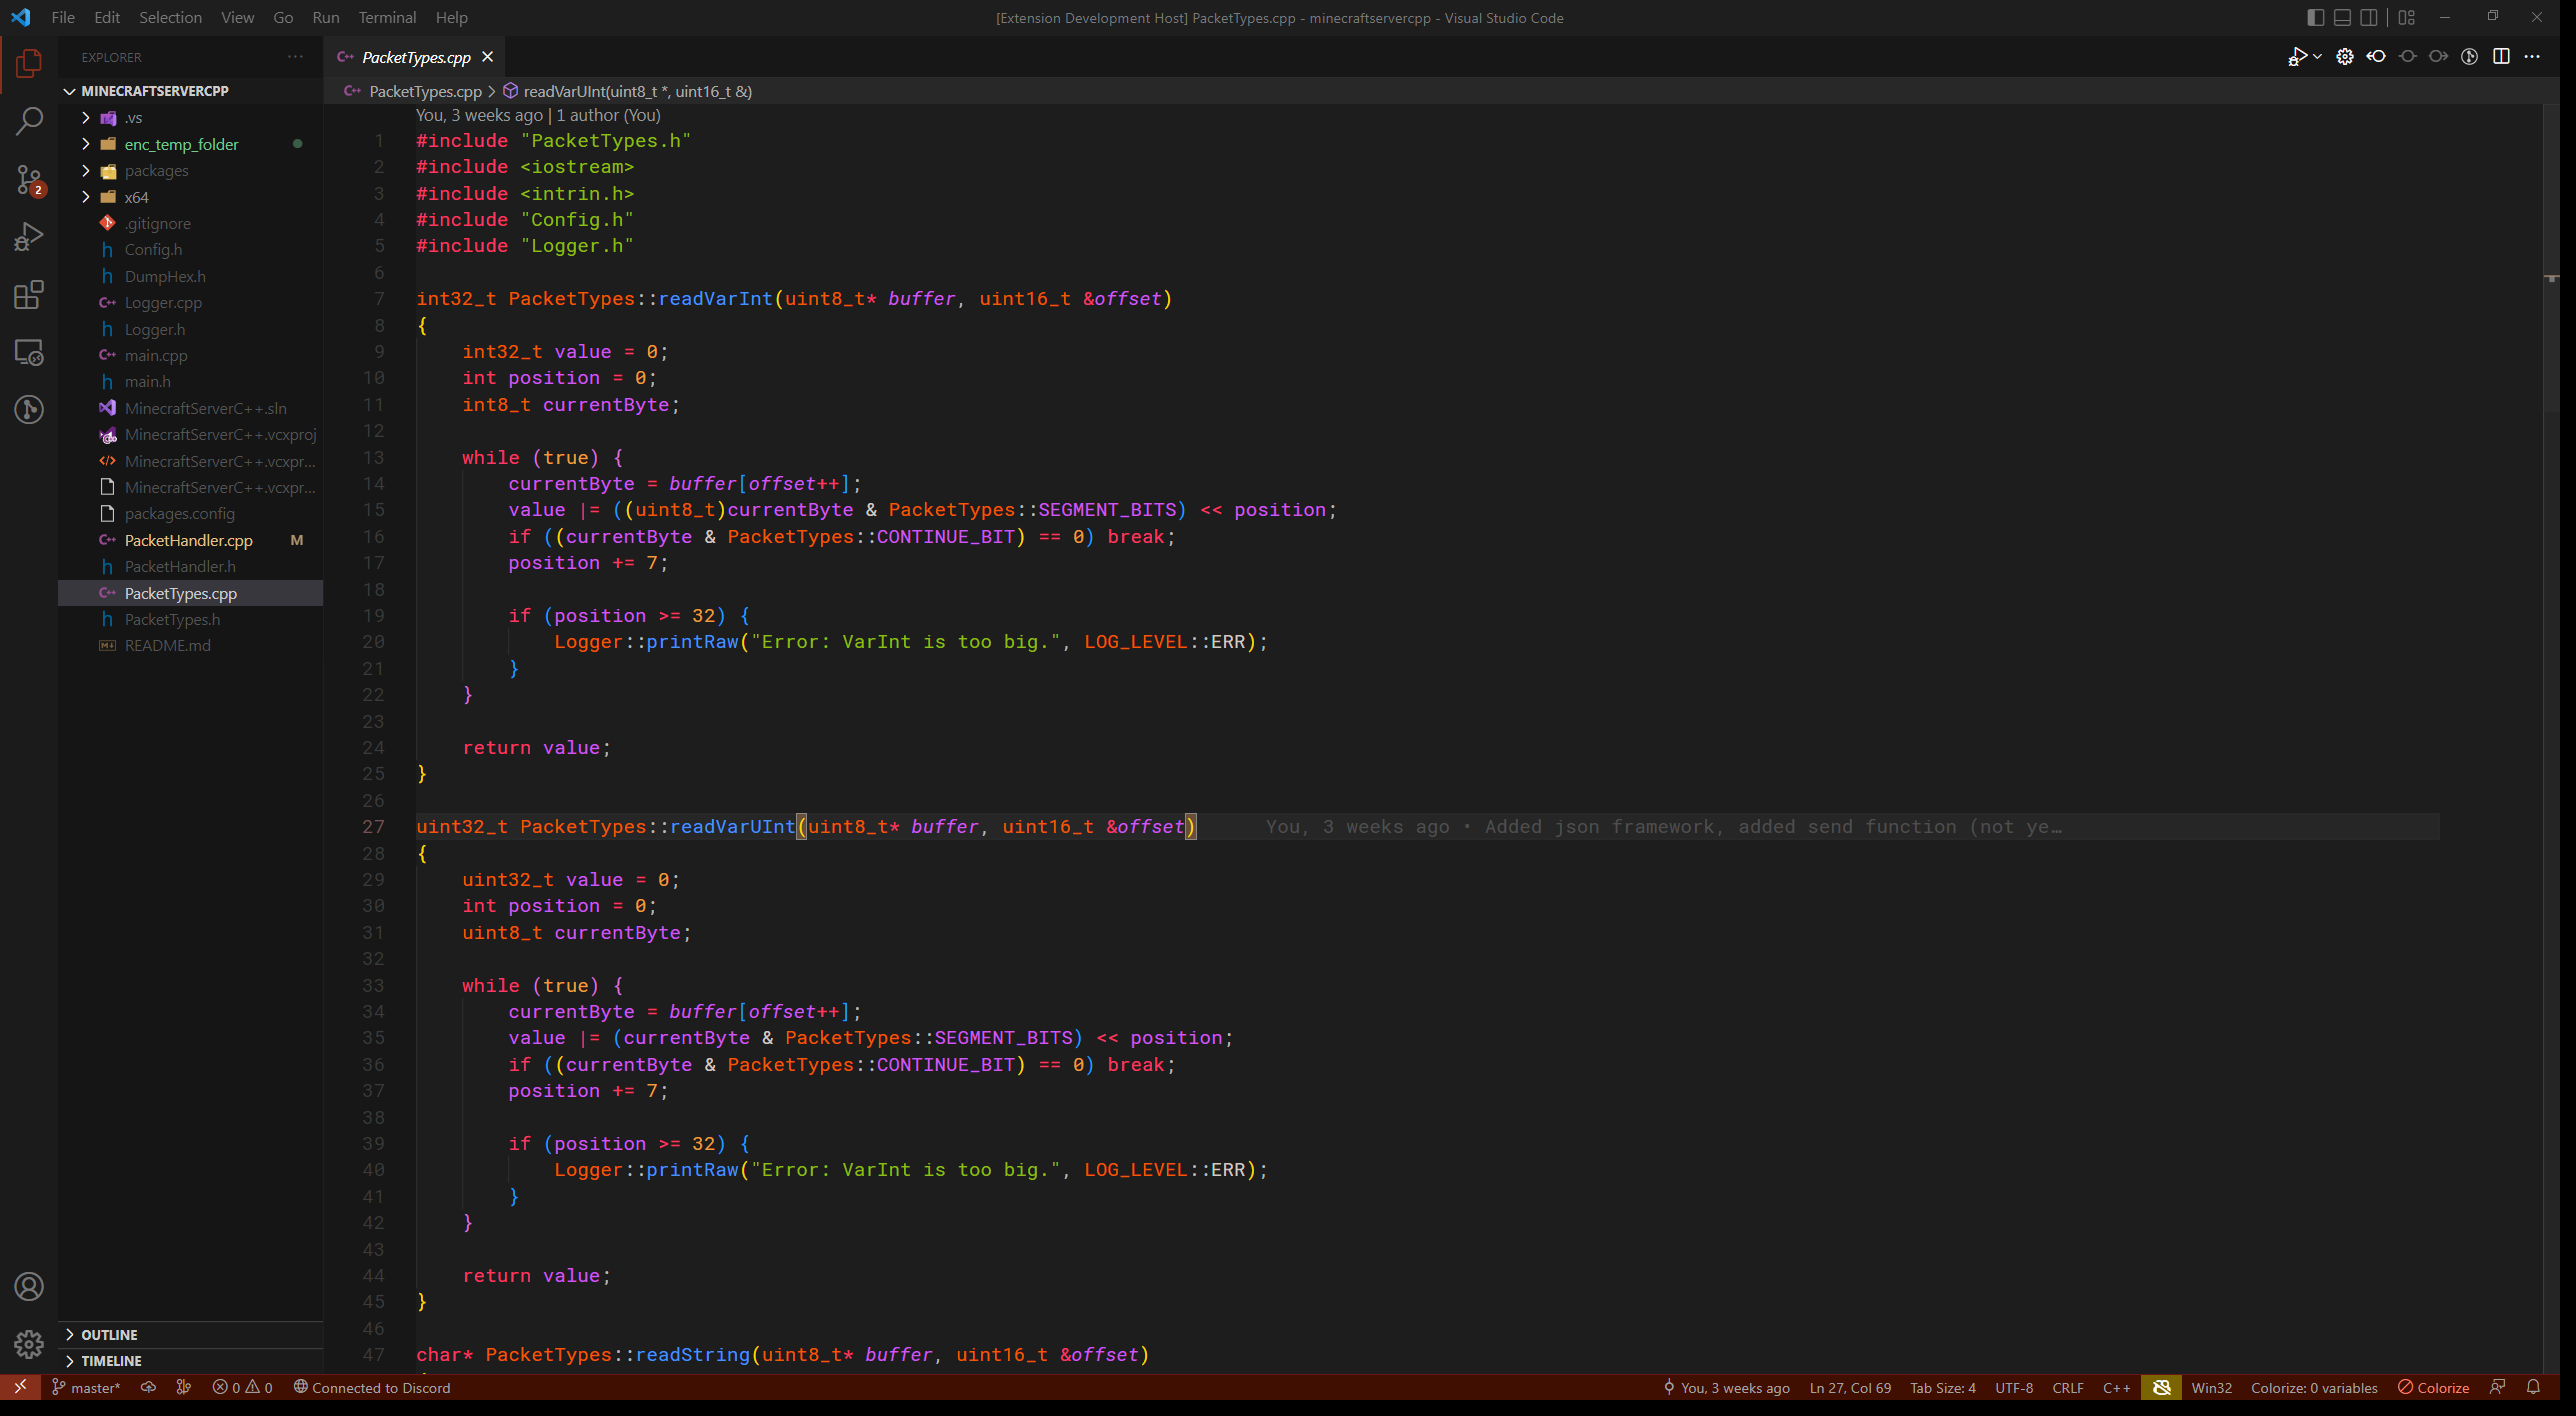 File Edit Selection View Go Run Terminal Help
[Extension Development Host] PacketTypes.cpp - minecraftservercpp - Visual Studio Code
EXPLORER
MINECRAFTSERVERCPP
.vs
enc_temp_folder
packages
x64
.gitignore
Config.h
DumpHex.h
Logger.cpp
Logger.h
main.cpp
main.h
MinecraftServerC++.sln
MinecraftServerC++.vcxproj
MinecraftServerC++.vcxpr...
MinecraftServerC++.vcxpr...
packages.config
PacketHandler.cpp M
PacketHandler.h
PacketTypes.cpp
PacketTypes.h
README.md
OUTLINE
TIMELINE
2
PacketTypes.cpp
PacketTypes.cpp > readVarUInt(uint8_t *, uint16_t &)
You, 3 weeks ago | 1 author (You)
1 #include "PacketTypes.h"
2 #include <iostream>
3 #include <intrin.h>
4 #include "Config.h"
5 #include "Logger.h"
6
7 int32_t PacketTypes::readVarInt(uint8_t* buffer, uint16_t &offset)
8 {
9 int32_t value = 0;
10 int position = 0;
11 int8_t currentByte;
12
13 while (true) {
14 currentByte = buffer[offset++];
15 value |= ((uint8_t)currentByte & PacketTypes::SEGMENT_BITS) << position;
16 if ((currentByte & PacketTypes::CONTINUE_BIT) == 0) break;
17 position += 7;
18
19 if (position >= 32) {
20 Logger::printRaw("Error: VarInt is too big.", LOG_LEVEL::ERR);
21 }
22 }
23
24 return value;
25 }
26
27 uint32_t PacketTypes::readVarUInt(uint8_t* buffer, uint16_t &offset) You, 3 weeks ago • Added json framework, added send function (not ye…
28 {
29 uint32_t value = 0;
30 int position = 0;
31 uint8_t currentByte;
32
33 while (true) {
34 currentByte = buffer[offset++];
35 value |= (currentByte & PacketTypes::SEGMENT_BITS) << position;
36 if ((currentByte & PacketTypes::CONTINUE_BIT) == 0) break;
37 position += 7;
38
39 if (position >= 32) {
40 Logger::printRaw("Error: VarInt is too big.", LOG_LEVEL::ERR);
41 }
42 }
43
44 return value;
45 }
46
47 char* PacketTypes::readString(uint8_t* buffer, uint16_t &offset)
master* 0 0 Connected to Discord You, 3 weeks ago Ln 27, Col 69 Tab Size: 4 UTF-8 CRLF C++ Win32 Colorize: 0 variables Colorize